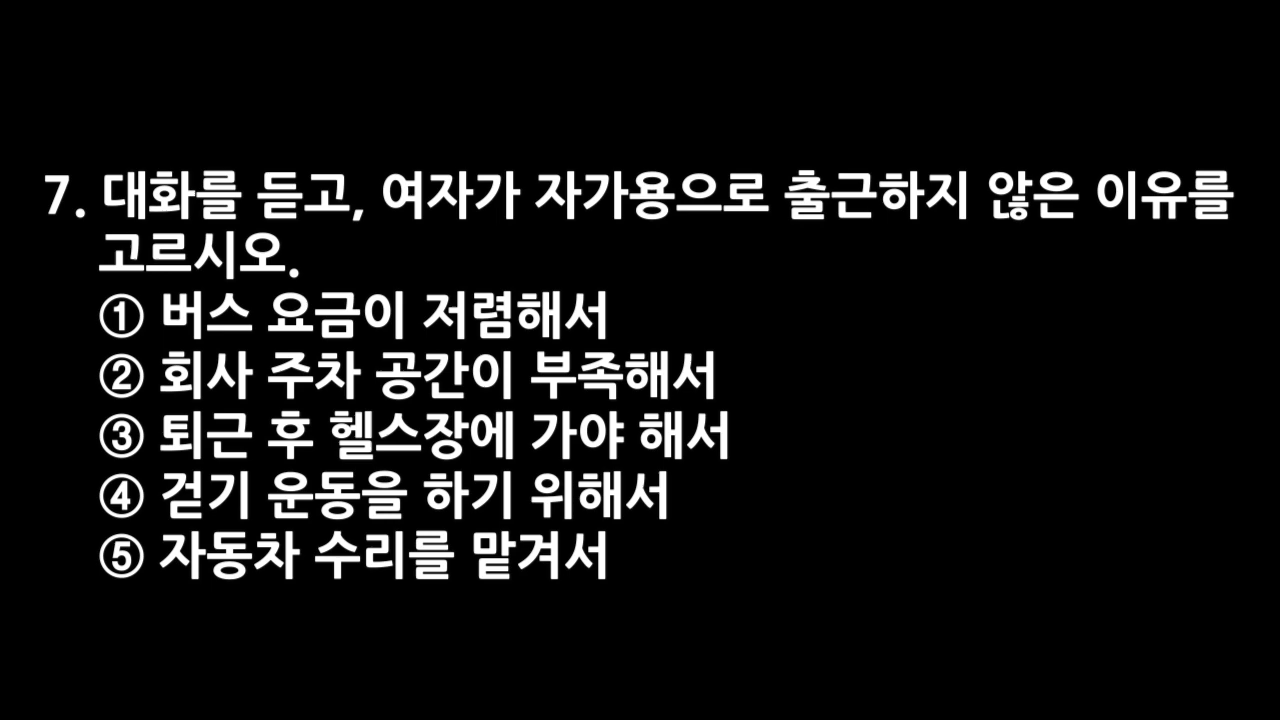 7. 대화를 듣고, 여자가 자가용으로 출근하지 않은 이유를
고르시오.
① 버스 요금이 저렴해서
② 회사 주차 공간이 부족해서
③ 퇴근 후 헬스장에 가야 해서
④ 걷기 운동을 하기 위해서
⑤ 자동차 수리를 맡겨서